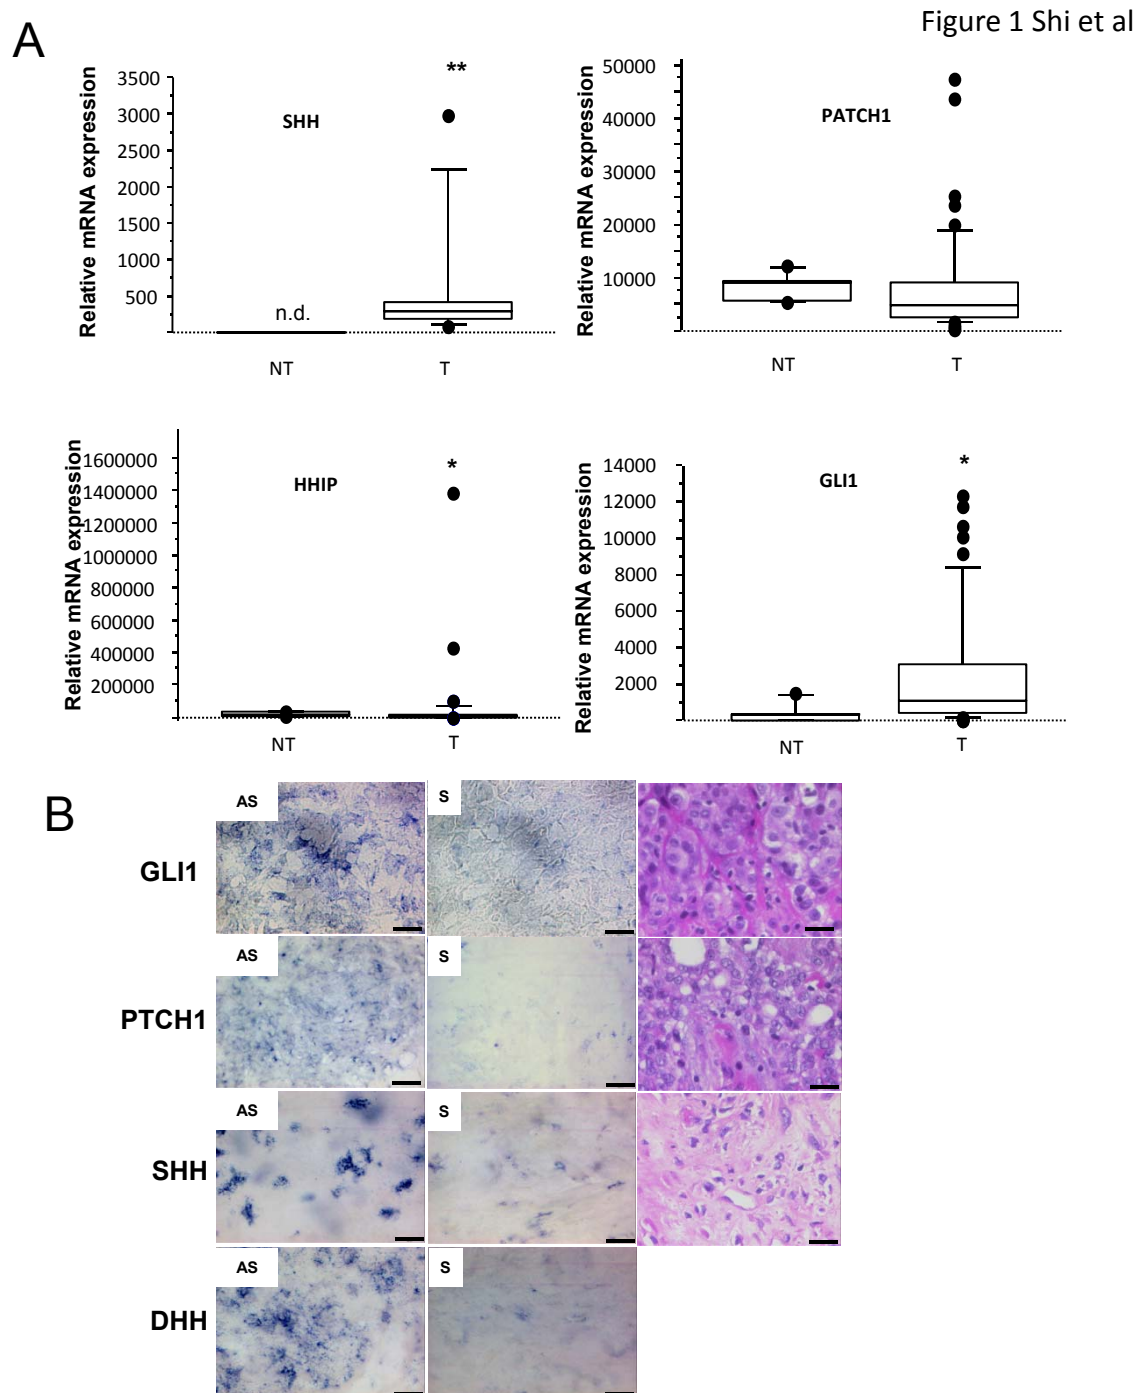 Figure 1 Shi et al
A
Relative mRNA expression
3500
3000
2500
2000
1500
1000
500
SHH
**
n.d.
NT
T
Relative mRNA expression
50000
40000
30000
20000
10000
PATCH1
NT
T
Relative mRNA expression
1600000
1400000
1200000
1000000
800000
600000
400000
200000
HHIP
*
NT
T
Relative mRNA expression
14000
12000
10000
8000
6000
4000
2000
GLI1
*
NT
T
B
GLI1
AS
S
PTCH1
AS
S
SHH
AS
S
DHH
AS
S